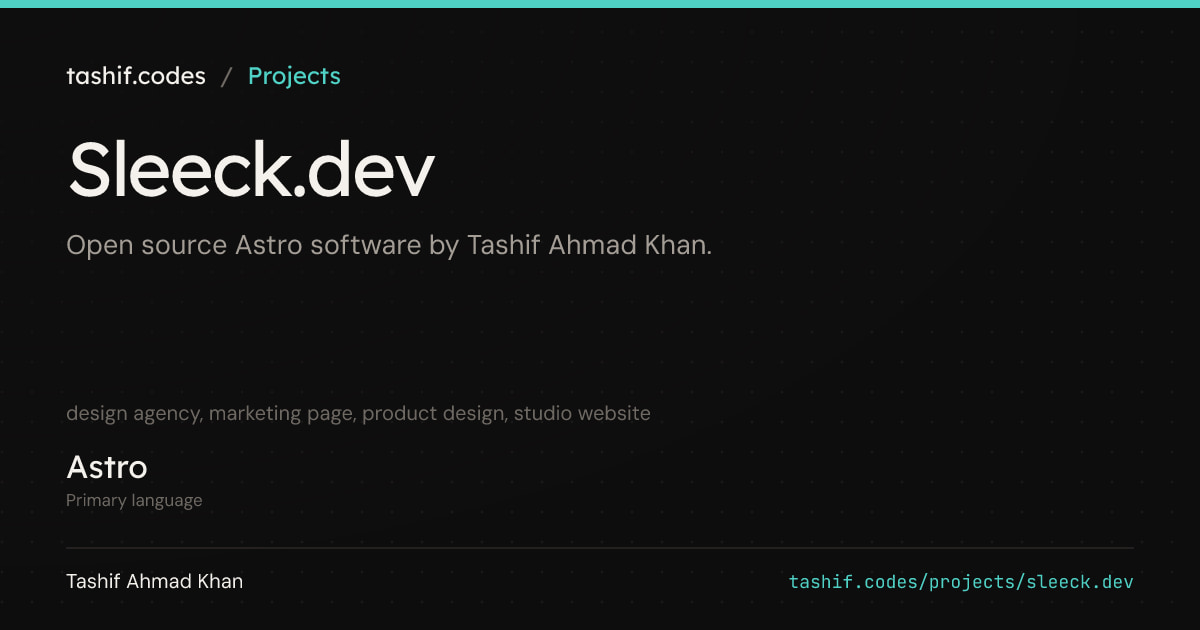 tashif.codes / Projects
Sleeck.dev
Open source Astro software by Tashif Ahmad Khan.
design agency, marketing page, product design, studio website
Astro
Primary language
Tashif Ahmad Khan
tashif.codes/projects/sleeck.dev